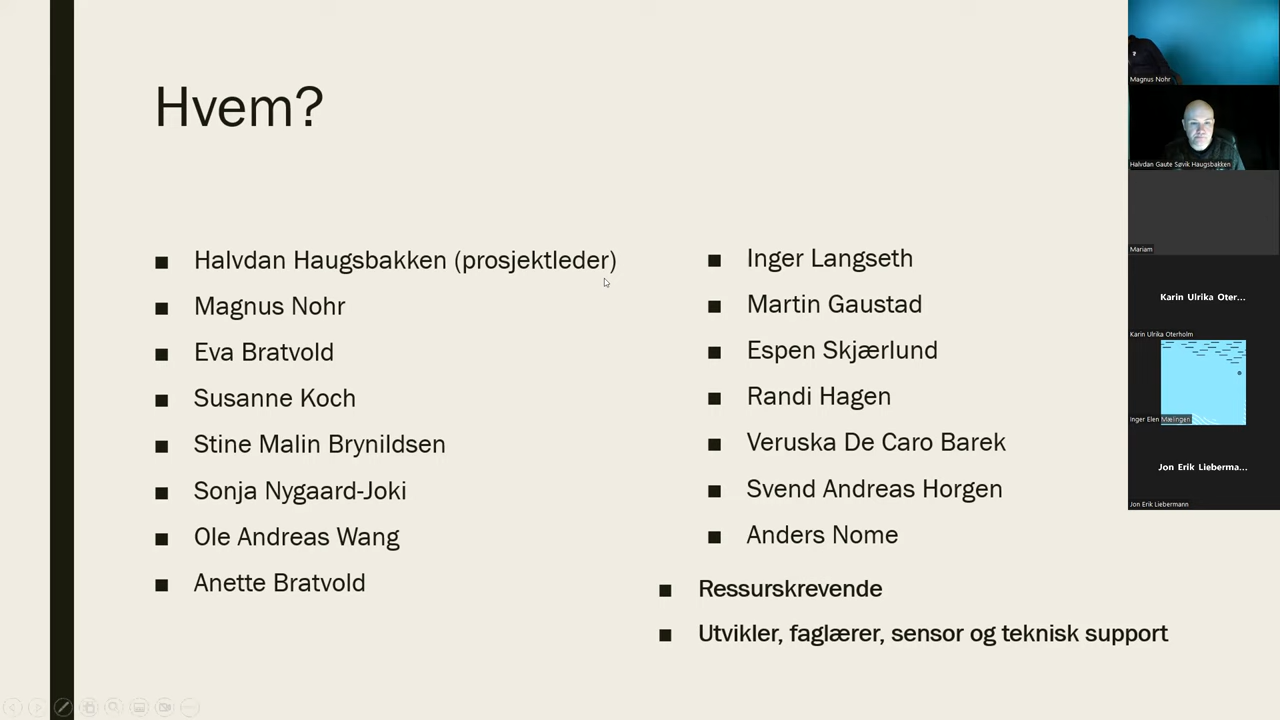 Hvem?
Halvdan Haugsbakken (prosjektleder)
Magnus Nohr
Eva Bratvold
Susanne Koch
Stine Malin Brynildsen
Sonja Nygaard-Joki
Ole Andreas Wang
Anette Bratvold
Inger Langseth
Martin Gaustad
Espen Skjærlund
Randi Hagen
Veruska De Caro Barek
Svend Andreas Horgen
Anders Nome
Ressurskrevende
Utvikler, faglærer, sensor og teknisk support
Magnus Nohr
Halvdan Gaute Søvik Haugsbakken
Mariam
Karin Ulrika Oter...
Karin Ulrika Oterholm
Inger Elen Mælingen
Jon Erik Lieberma...
Jon Erik Liebermann